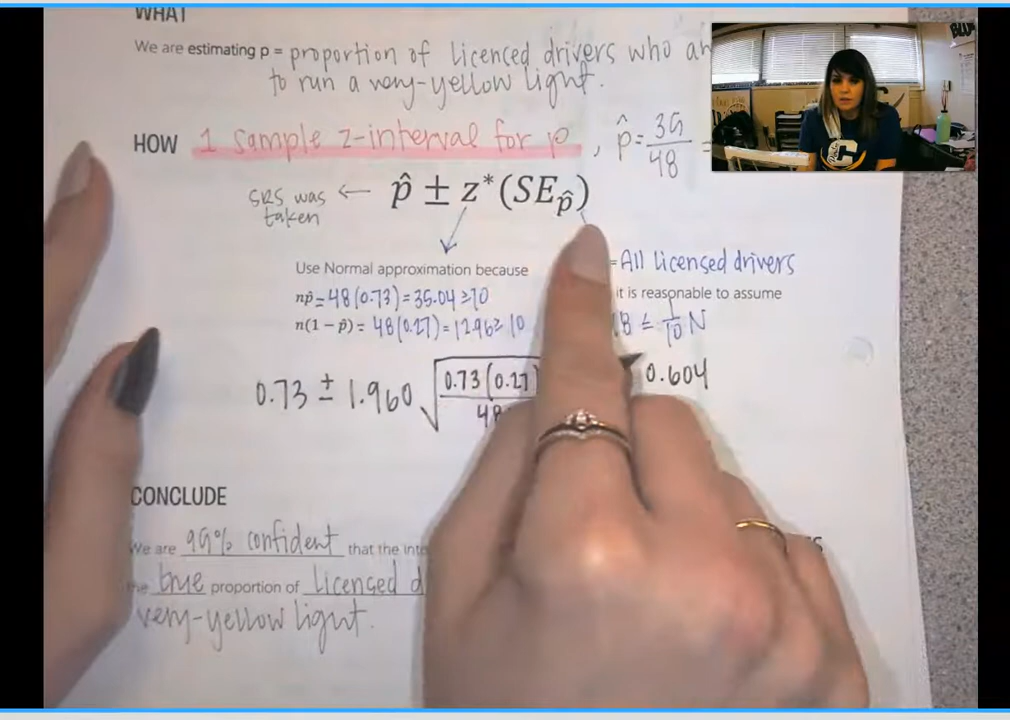 WHAT
We are estimating p = proportion of licenced drivers who
to run a very-yellow light.
HOW 1 sample z-interval for p , p̂ = 35/48 =
SRS was taken ← p̂ ± z*(SE_p̂)
Use Normal approximation because
= All licensed drivers
np̂ = 48(0.73) = 35.04 ≥ 10
it is reasonable to assume
n(1 − p̂) = 48(0.27) = 12.96 ≥ 10
≤ 1/10 N
0.73 ± 1.960 √0.73(0.27)/48
0.604
CONCLUDE
We are 99% confident that the
the true proportion of licenced
very-yellow light.